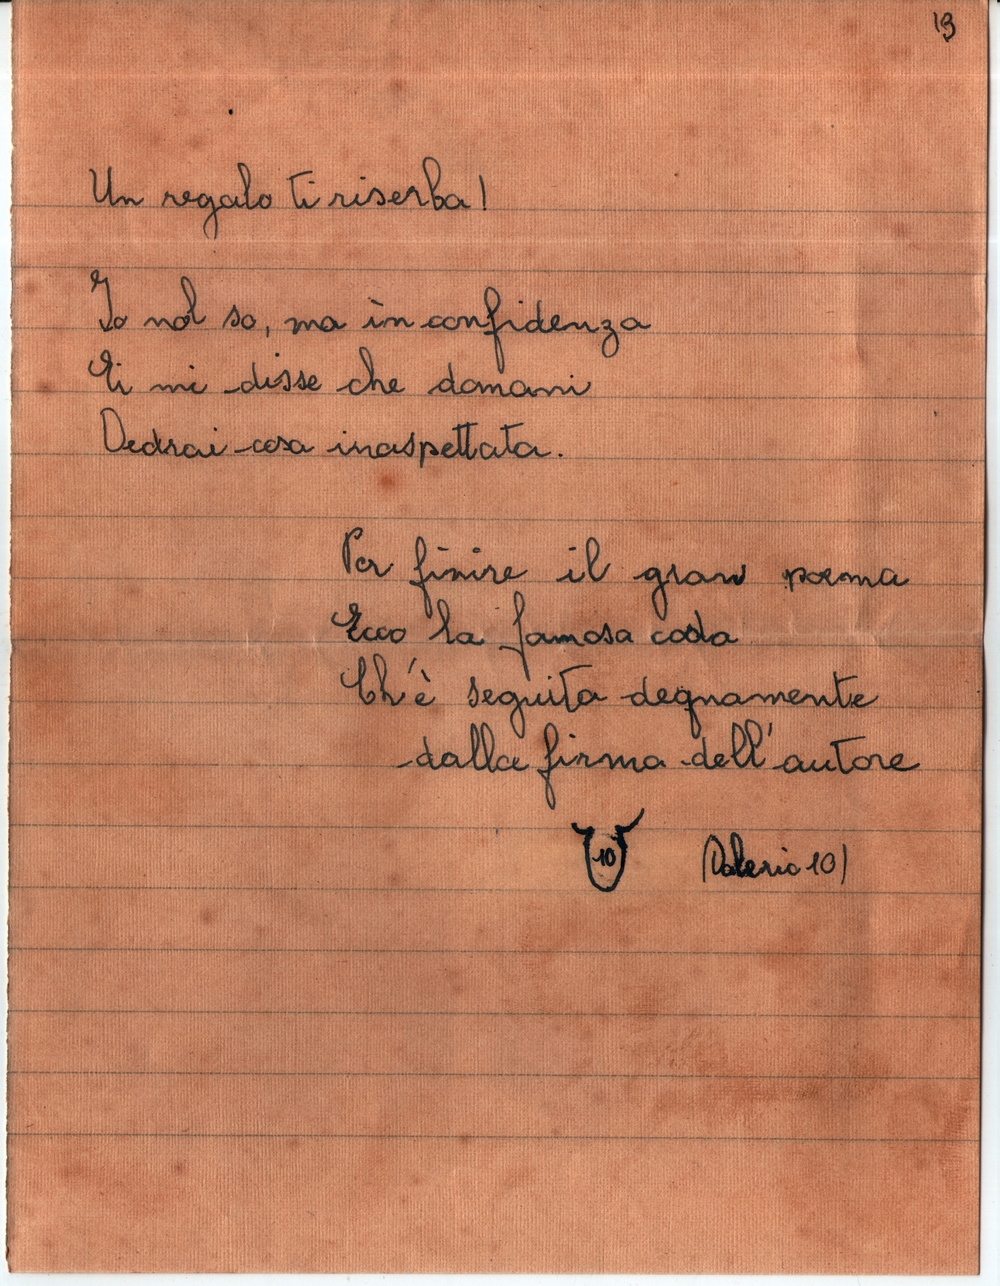 13
Un regalo ti riserba!
Io nol so, ma in confidenza
Ei mi disse che domani
Vedrai cosa inaspettata.
Per finire il gran poema
Ecco la famosa coda
Ch'è seguita degnamente
dalla firma dell'autore
10 (Valerio 10)